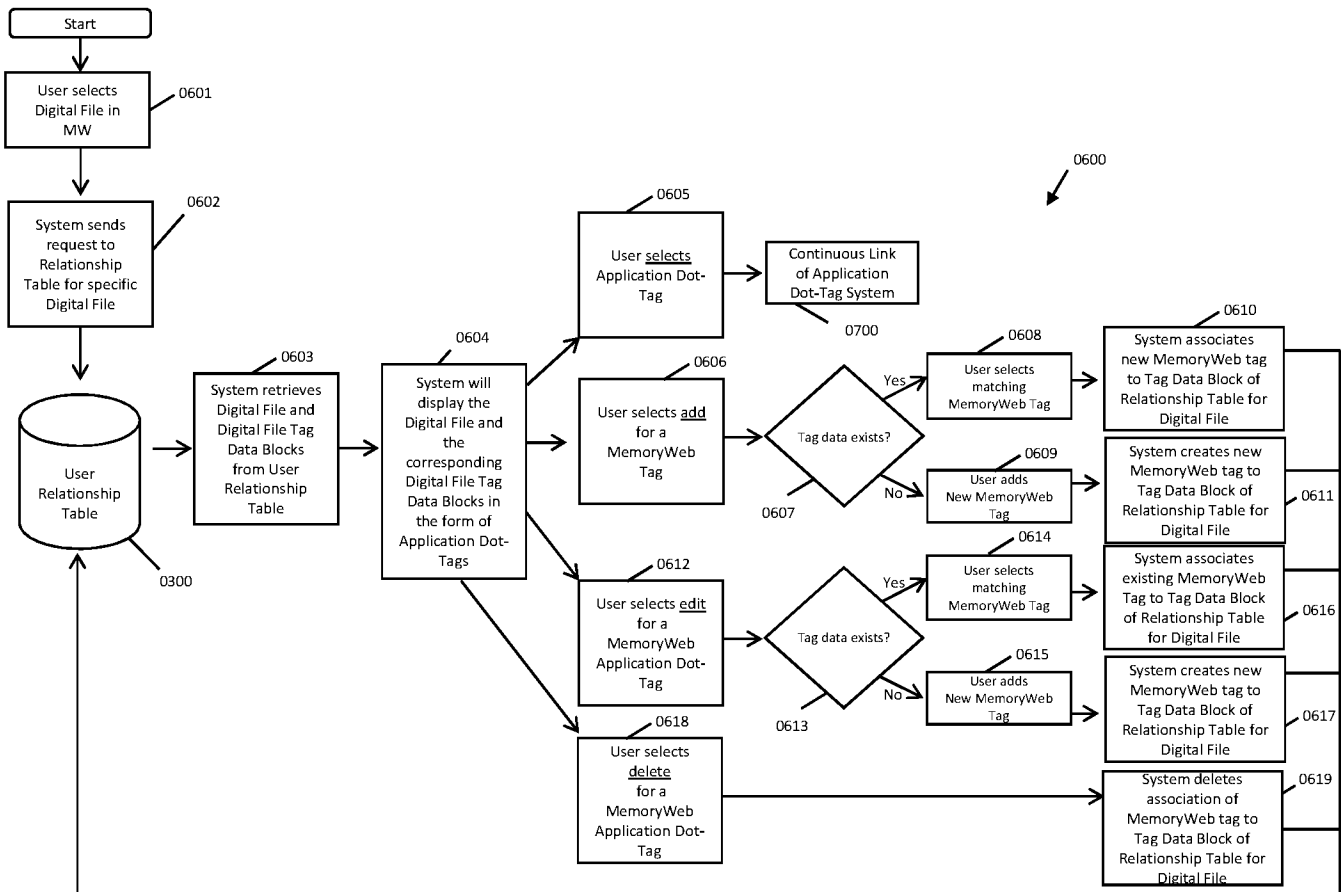 Start
User selects
Digital File in
MW
0601
0602
System sends
request to
Relationship
Table for specific
Digital File
User
Relationship
Table
0300
0603
System retrieves
Digital File and
Digital File Tag
Data Blocks
from User
Relationship
Table
0604
System will
display the
Digital File and
the
corresponding
Digital File Tag
Data Blocks in
the form of
Application Dot-
Tags
0600
0605
User selects
Application Dot-
Tag
Continuous Link
of Application
Dot-Tag System
0700
0606
User selects add
for a
MemoryWeb
Tag
Tag data exists?
0607
Yes
No
0608
User selects
matching
MemoryWeb Tag
0609
User adds
New MemoryWeb
Tag
0610
System associates
new MemoryWeb tag
to Tag Data Block of
Relationship Table for
Digital File
System creates new
MemoryWeb tag to
Tag Data Block of
Relationship Table for
Digital File
0611
0612
User selects edit
for a
MemoryWeb
Application Dot-
Tag
Tag data exists?
0613
Yes
No
0614
User selects
matching
MemoryWeb Tag
0615
User adds
New MemoryWeb
Tag
System associates
existing MemoryWeb
Tag to Tag Data Block
of Relationship Table
for Digital File
0616
System creates new
MemoryWeb tag to
Tag Data Block of
Relationship Table for
Digital File
0617
0618
User selects
delete
for a
MemoryWeb
Application Dot-
Tag
System deletes
association of
MemoryWeb tag to
Tag Data Block of
Relationship Table for
Digital File
0619